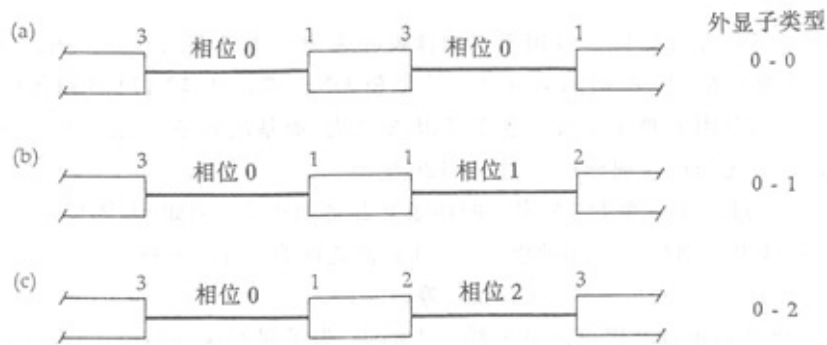 外显子类型
(a) 3 相位 0 1 3 相位 0 1 0 - 0
(b) 3 相位 0 1 1 相位 1 2 0 - 1
(c) 3 相位 0 1 2 相位 2 3 0 - 2